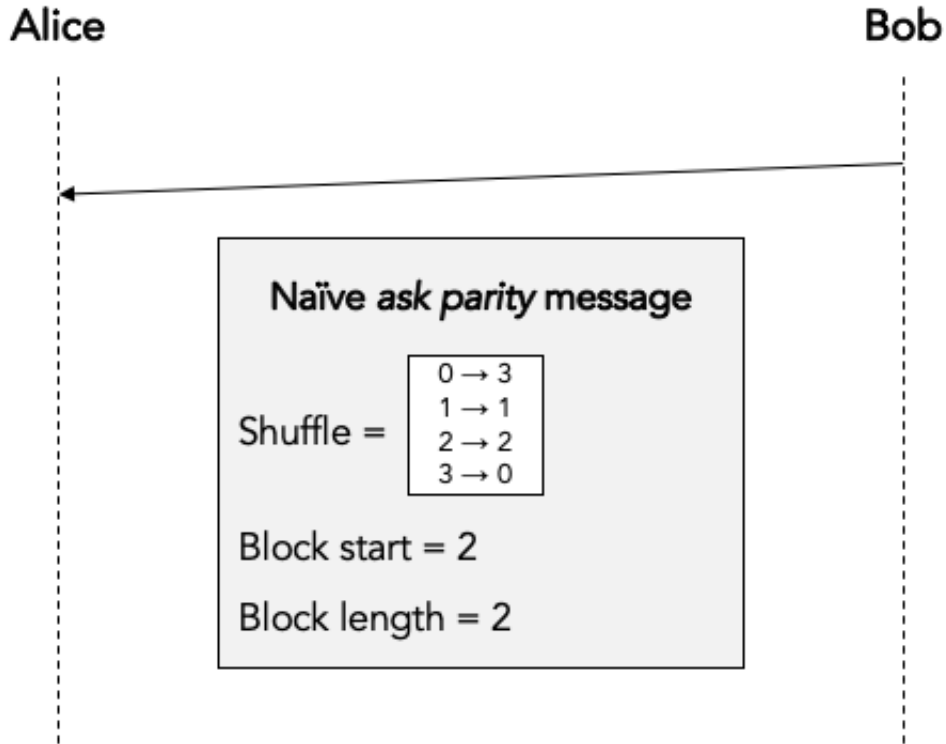 Alice
Bob
Naïve ask parity message
Shuffle =
0 → 3
1 → 1
2 → 2
3 → 0
Block start = 2
Block length = 2